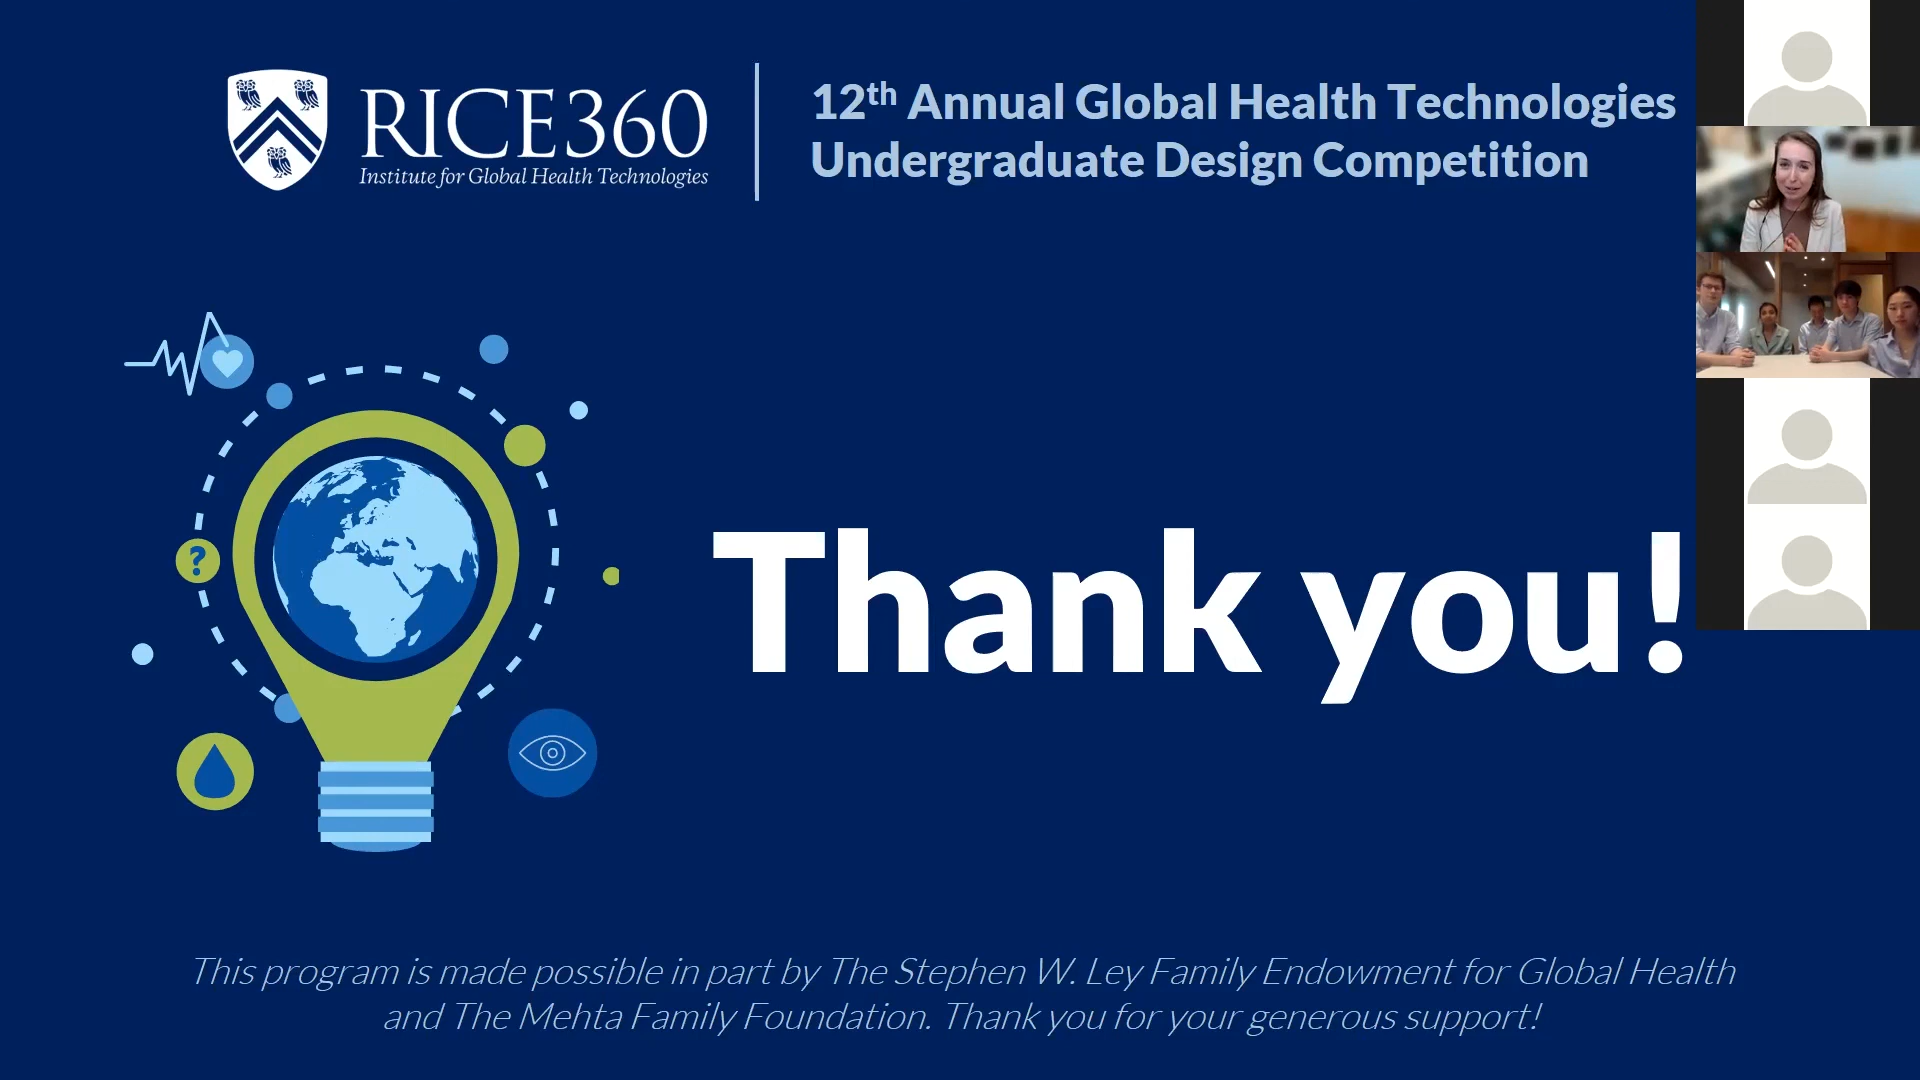 RICE360
Institute for Global Health Technologies
12th Annual Global Health Technologies
Undergraduate Design Competition
?
Thank you!
This program is made possible in part by The Stephen W. Ley Family Endowment for Global Health
and The Mehta Family Foundation. Thank you for your generous support!